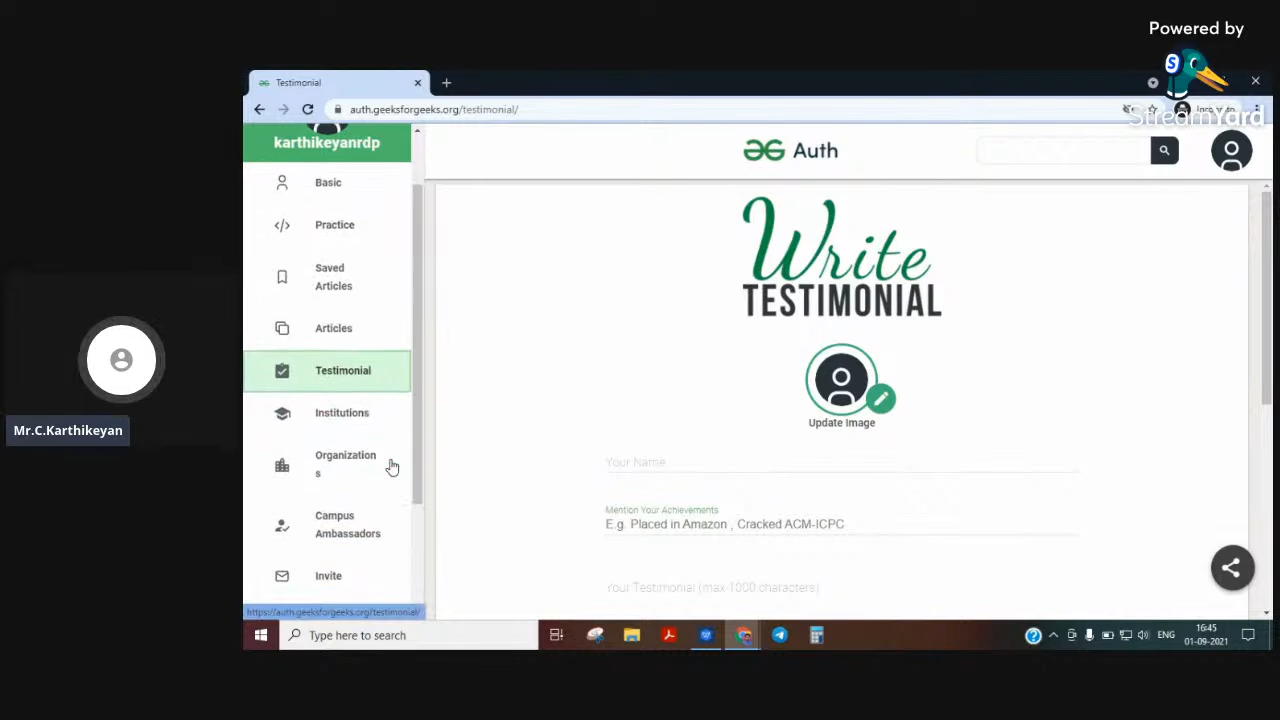 Powered by
StreamYard
Testimonial
auth.geeksforgeeks.org/testimonial/
karthikeyanrdp
Auth
Basic
Practice
Saved
Articles
Articles
Testimonial
Institutions
Organization
s
Campus
Ambassadors
Invite
https://auth.geeksforgeeks.org/testimonial/
Write
TESTIMONIAL
Update Image
Your Name
Mention Your Achievements
E.g. Placed in Amazon , Cracked ACM-ICPC
Your Testimonial (max 1000 characters)
Mr.C.Karthikeyan
Type here to search
ENG
16:45
01-09-2021